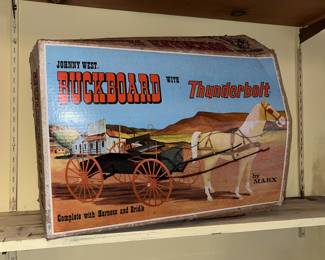 JOHNNY WEST
BUCKBOARD WITH Thunderbolt
by MARX
Complete with Harness and Bridle